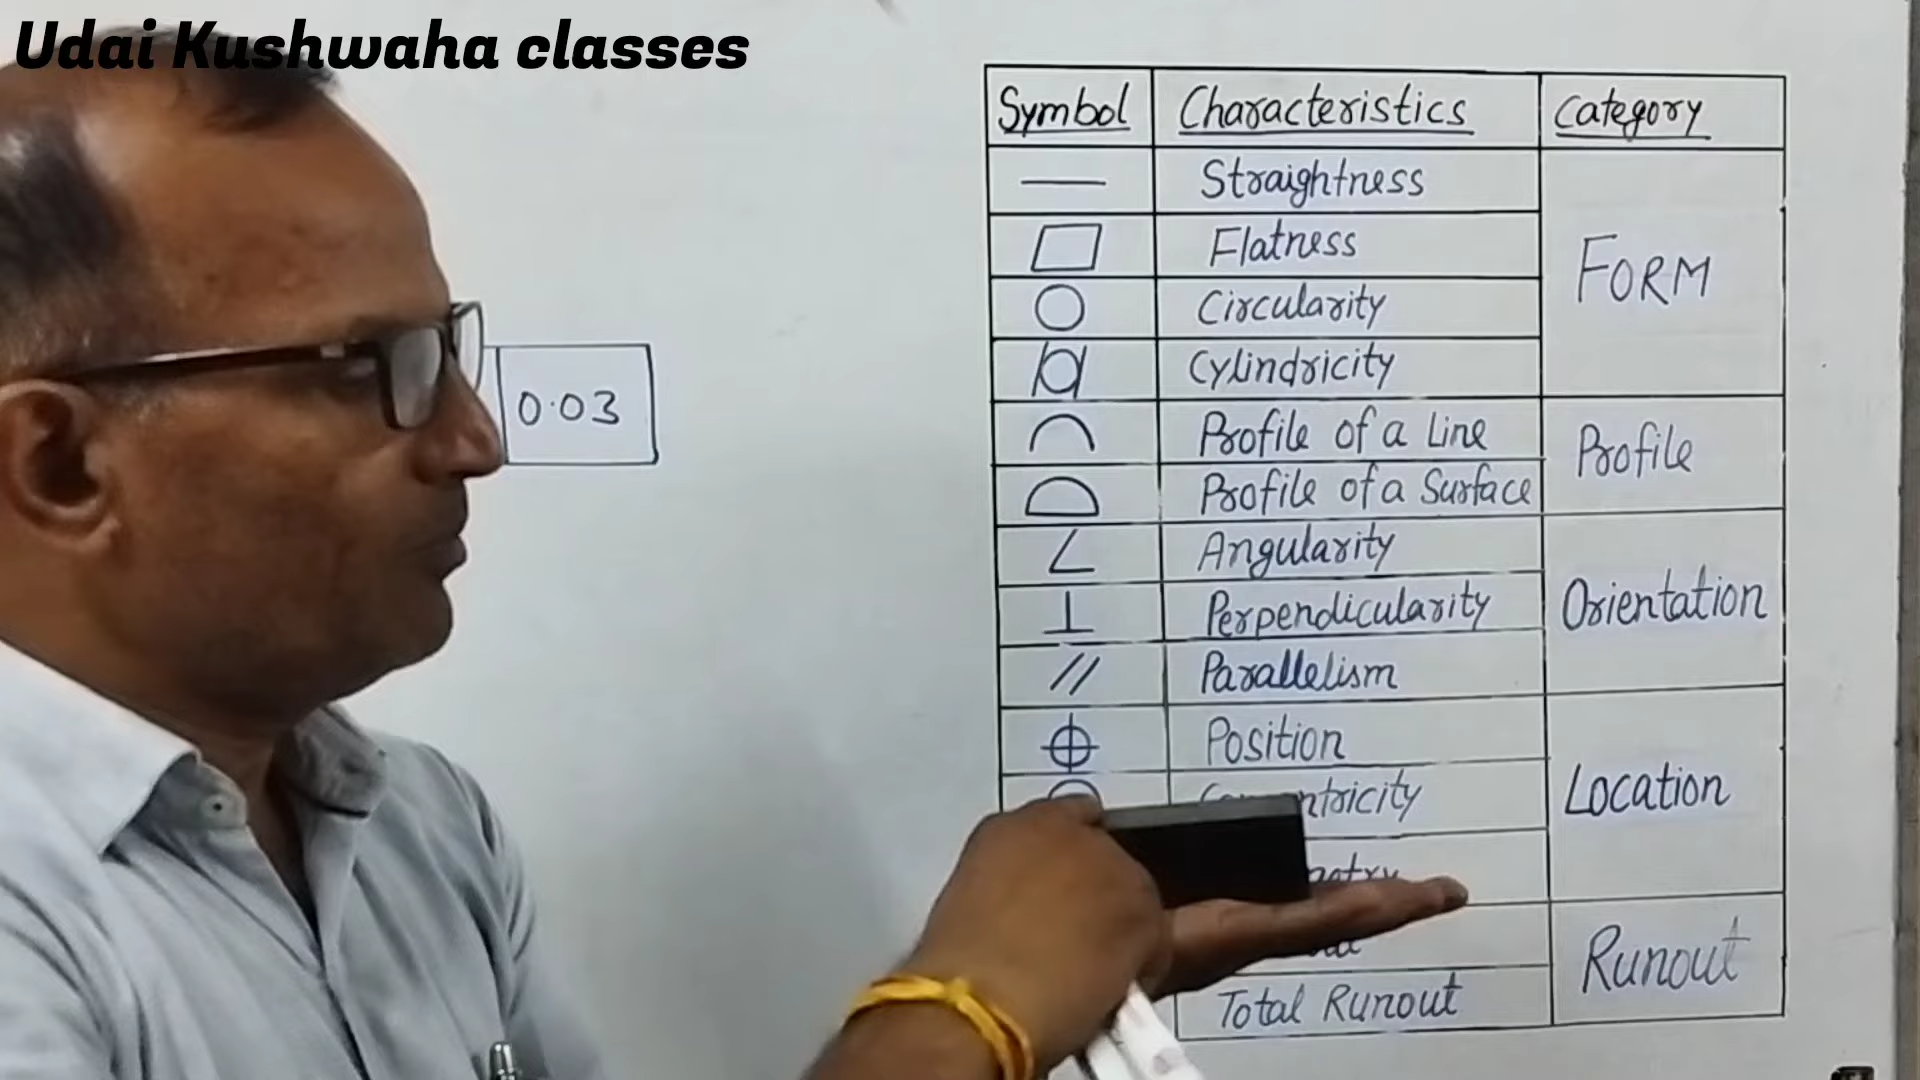 Udai Kushwaha classes
0.03
Symbol Characteristics Category
Straightness
Flatness
Circularity
Cylindricity
FORM
Profile of a Line
Profile of a Surface
Profile
Angularity
Perpendicularity
Parallelism
Orientation
Position
Location
Total Runout
Runout